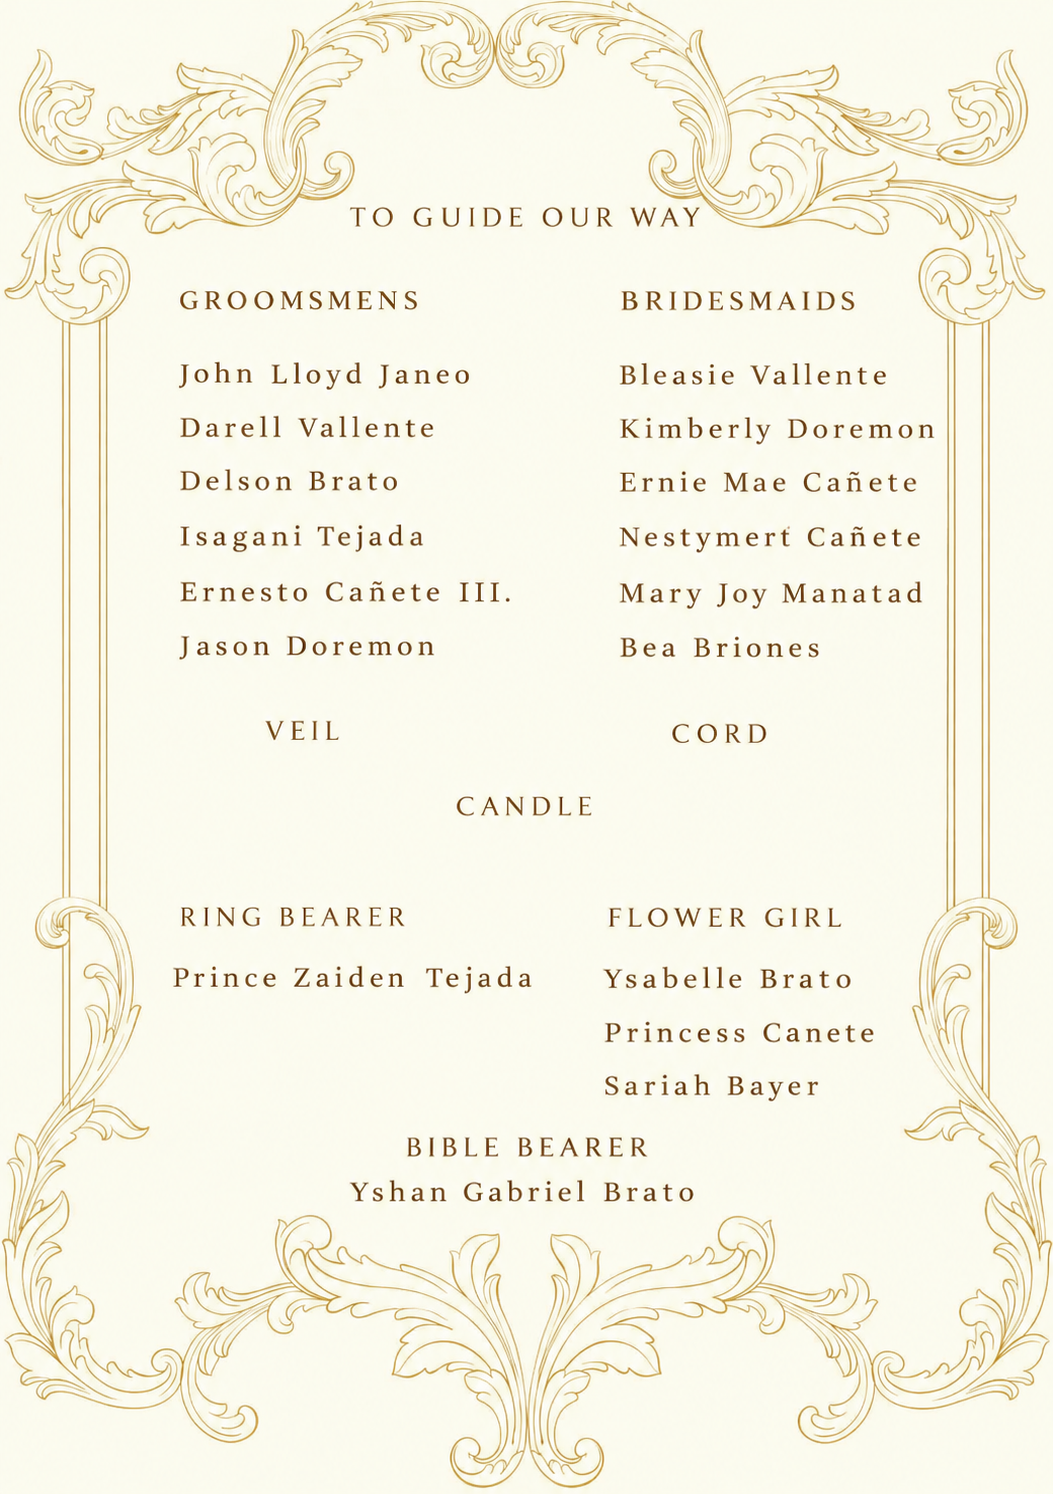 TO GUIDE OUR WAY
GROOMSMENS
John Lloyd Janeo
Darell Vallente
Delson Brato
Isagani Tejada
Ernesto Cañete III.
Jason Doremon
BRIDESMAIDS
Bleasie Vallente
Kimberly Doremon
Ernie Mae Cañete
Nestymert Cañete
Mary Joy Manatad
Bea Briones
VEIL
CORD
CANDLE
RING BEARER
Prince Zaiden Tejada
FLOWER GIRL
Ysabelle Brato
Princess Canete
Sariah Bayer
BIBLE BEARER
Yshan Gabriel Brato